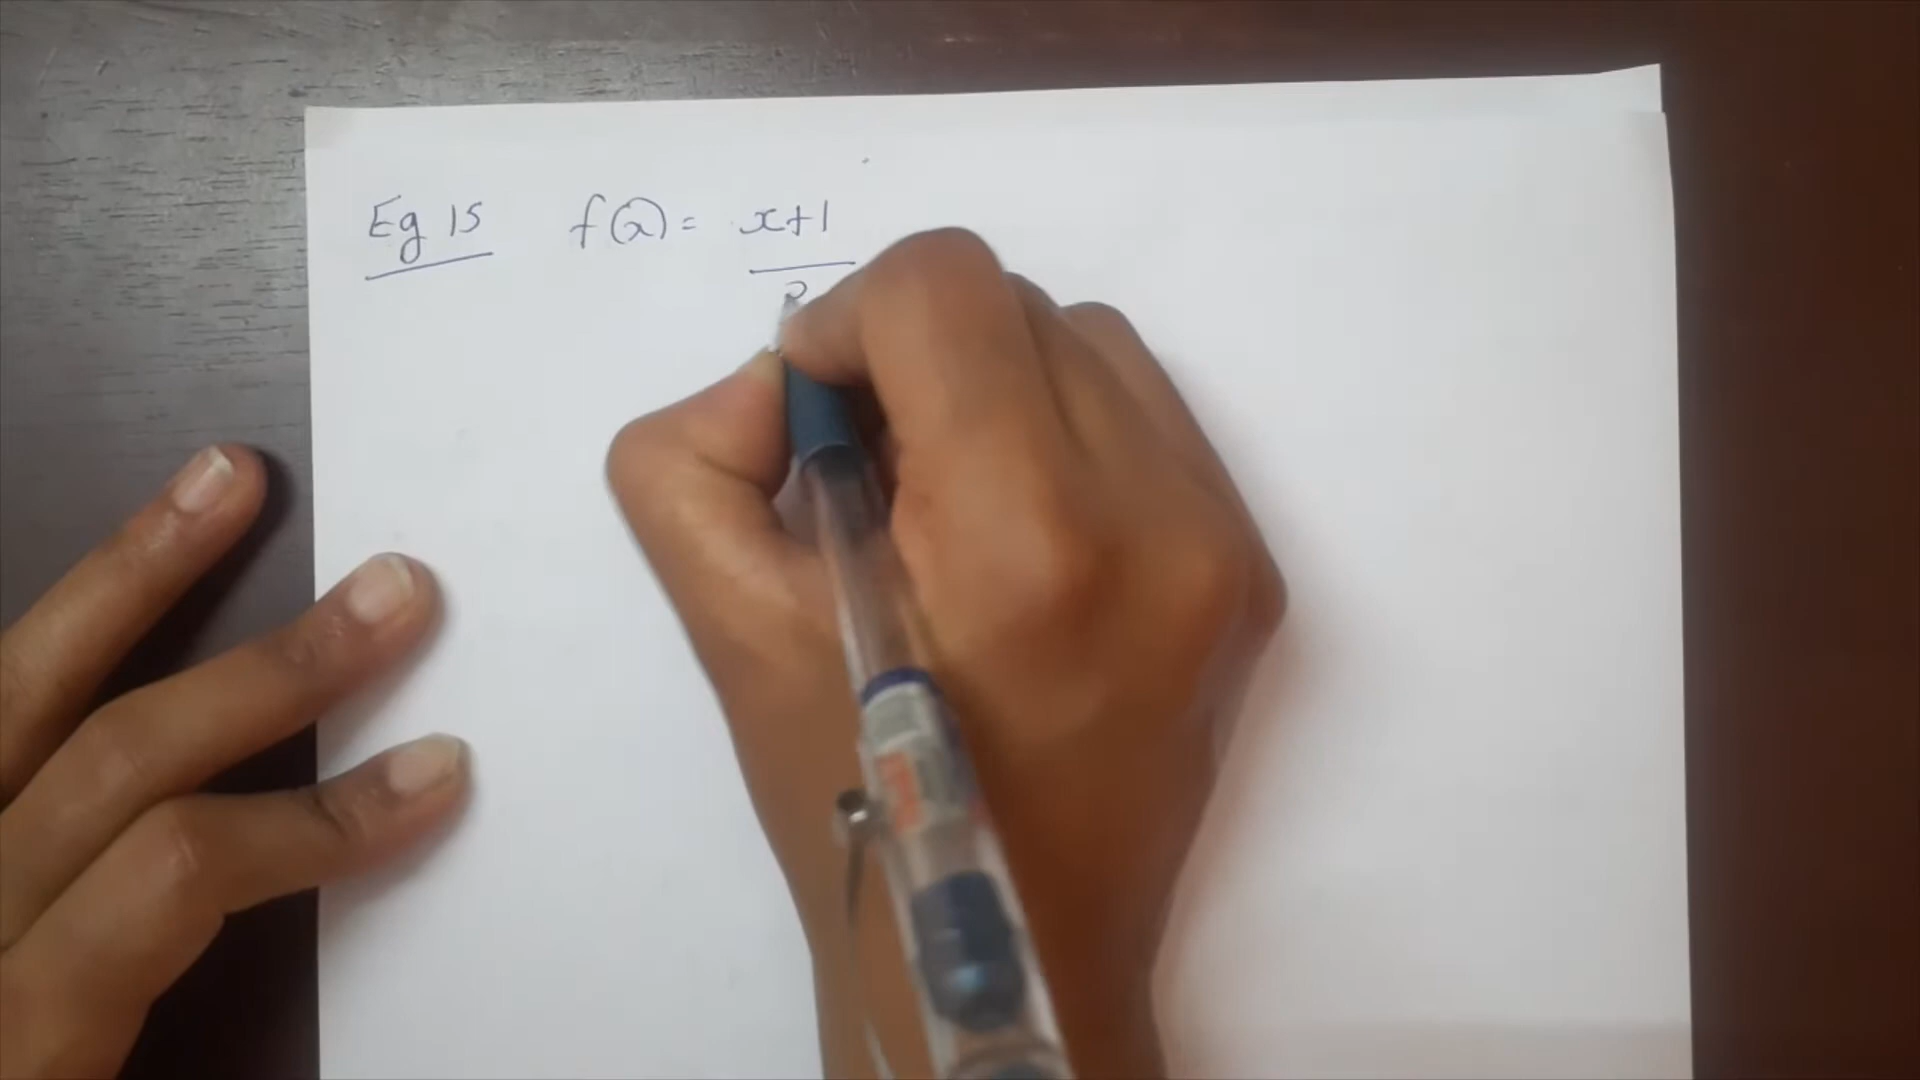 Eg 15 f(x) = x+1